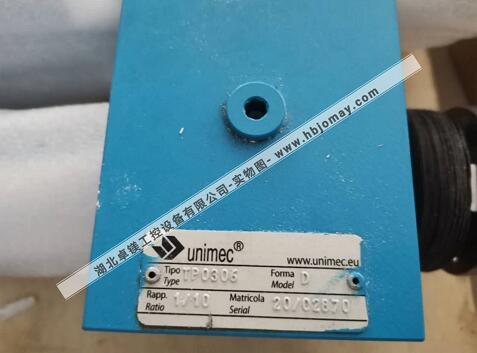 湖北卓镁工控设备有限公司-实物图- www.hbjomay.com
unimec®
www.unimec.eu
Tipo
Type
TP0306
Forma
Model
D
Rapp.
Ratio
1/10
Matricola
Serial
20/02870